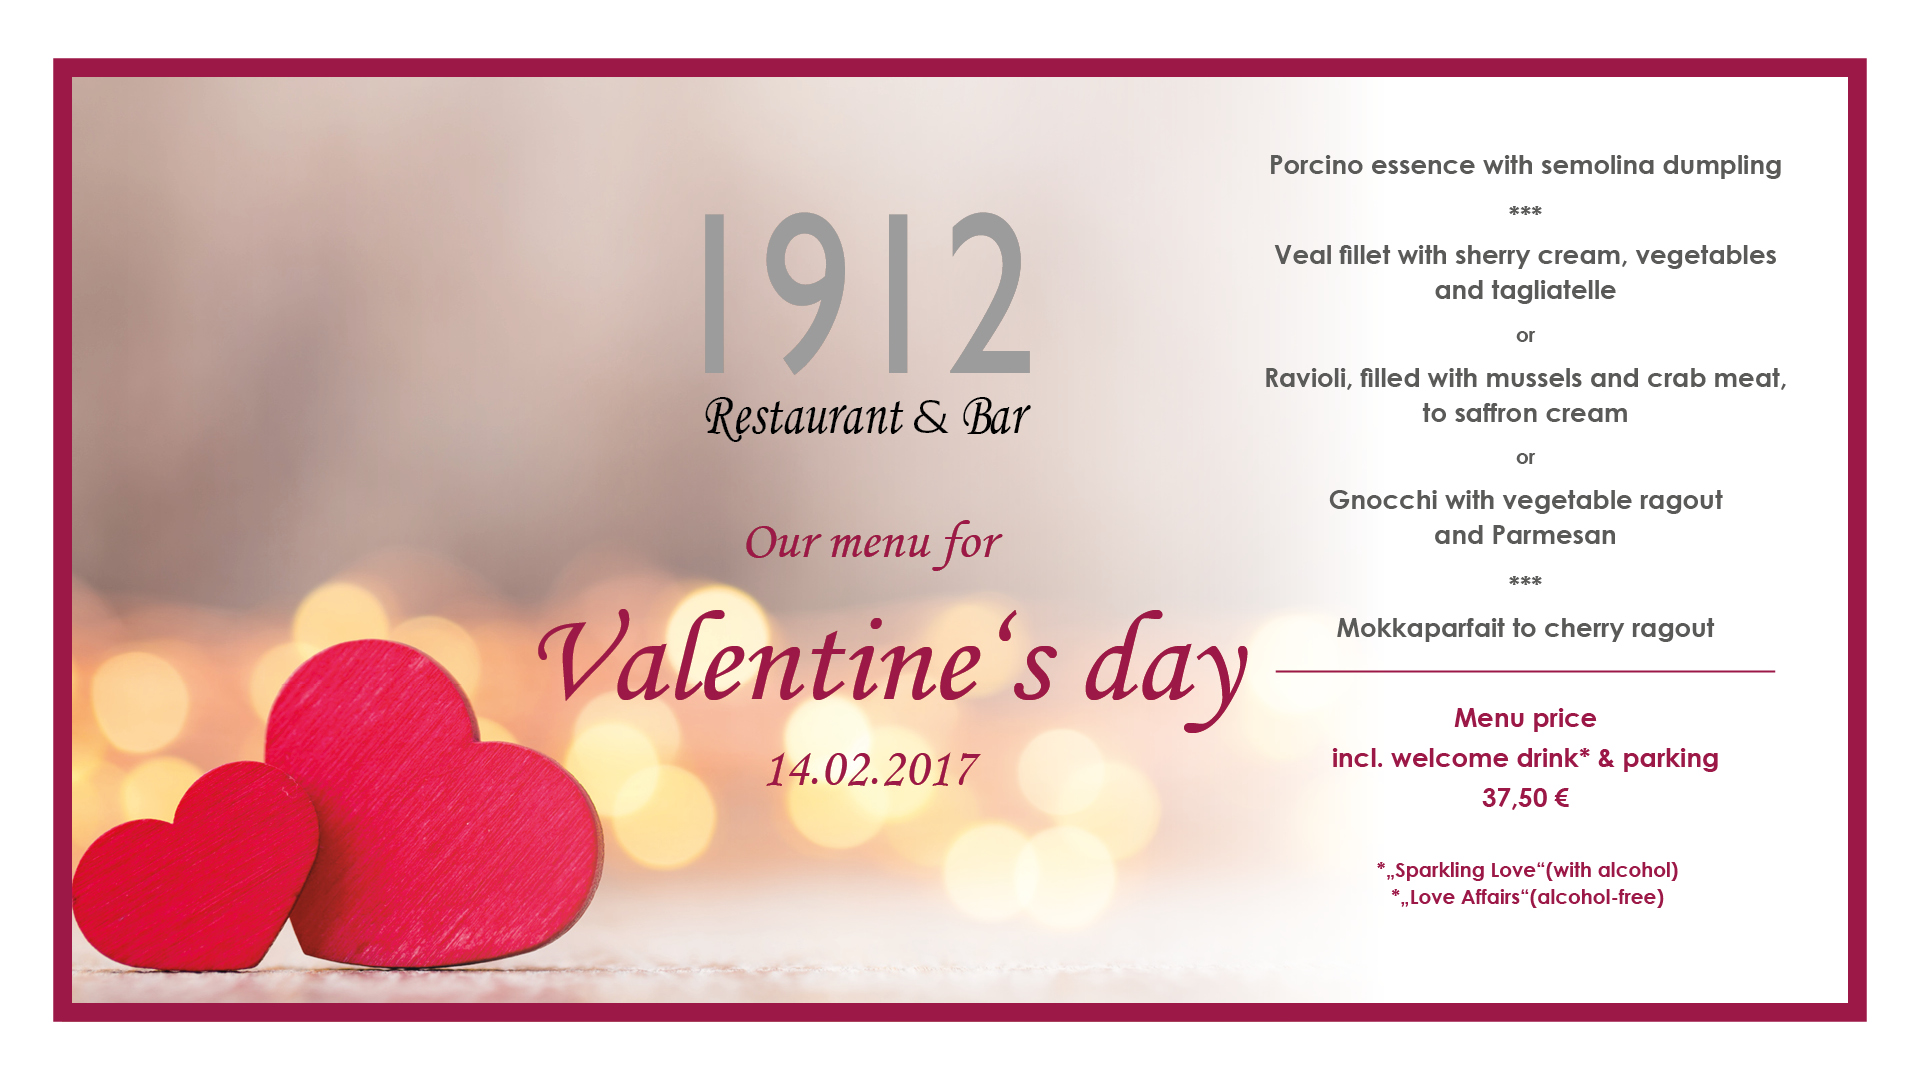 1912
Restaurant & Bar
Our menu for
Valentine‘s day
14.02.2017
Porcino essence with semolina dumpling
***
Veal fillet with sherry cream, vegetables
and tagliatelle
or
Ravioli, filled with mussels and crab meat,
to saffron cream
or
Gnocchi with vegetable ragout
and Parmesan
***
Mokkaparfait to cherry ragout
Menu price
incl. welcome drink* & parking
37,50 €
*„Sparkling Love“(with alcohol)
*„Love Affairs“(alcohol-free)